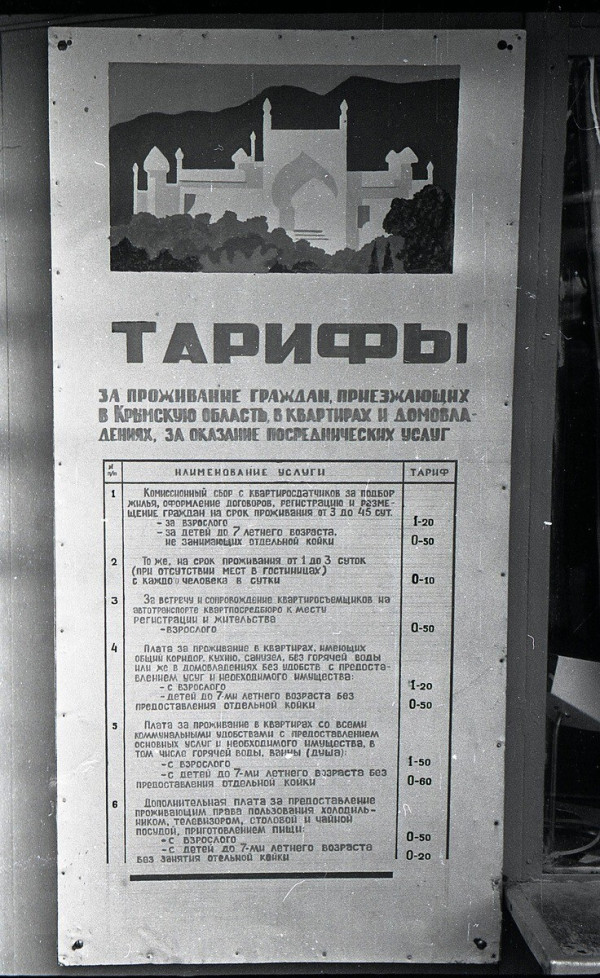 ТАРИФЫ
ЗА ПРОЖИВАНИЕ ГРАЖДАН, ПРИЕЗЖАЮЩИХ
В КРЫМСКУЮ ОБЛАСТЬ, В КВАРТИРАХ И ДОМОВЛА-
ДЕНИЯХ, ЗА ОКАЗАНИЕ ПОСРЕДНИЧЕСКИХ УСЛУГ
№ п/п НАИМЕНОВАНИЕ УСЛУГИ ТАРИФ
1 Комиссионный сбор с квартиросдатчиков за подбор
жилья, оформление договоров, регистрацию и разме-
щение граждан на срок проживания от 3 до 45 сут.
- за взрослого 1-20
- за детей до 7 летнего возраста,
не занимающих отдельной койки 0-50
2 То же, на срок проживания от 1 до 3 суток
(при отсутствии мест в гостиницах)
с каждого человека в сутки 0-10
3 За встречу и сопровождение квартиросъемщиков на
автотранспорте квартпосредбюро к месту
регистрации и жительства
-взрослого 0-50
4 Плата за проживание в квартирах, имеющих
общий коридор, кухню, санузел, без горячей воды
или же в домовладениях без удобств с предоста-
влением усуг и необходимого имущества:
-с взрослого 1-20
-детей до 7-ми летнего возраста без
предоставления отдельной койки 0-50
5 Плата за проживание в квартирах со всеми
коммунальными удобствами с предоставлением
основных услуг и необходимого имущества, в
том числе горячей воды, ванны (душа):
-с взрослого 1-50
-с детей до 7-ми летнего возраста без
предоставления отдельной койки 0-60
6 Дополнительная плата за предоставление
проживающим права пользования холодиль-
ником, телевизором, столовой и чайной
посудой, приготовлением пищи:
-с взрослого 0-50
-с детей до 7-ми летнего возраста
без занятия отельной койки 0-20